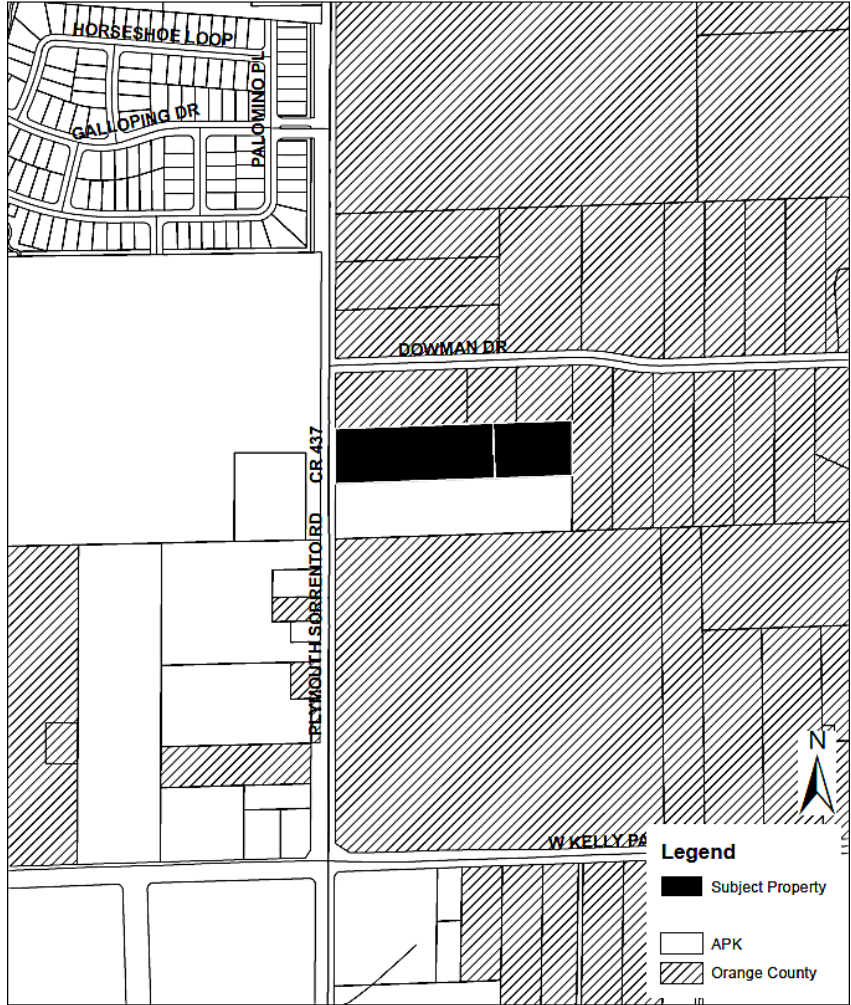 HORSESHOE LOOP
PALOMINO PL
GALLOPING DR
DOWMAN DR
CR 437
PLYMOUTH SORRENTO RD
N
W KELLY PA
Legend
Subject Property
APK
Orange County